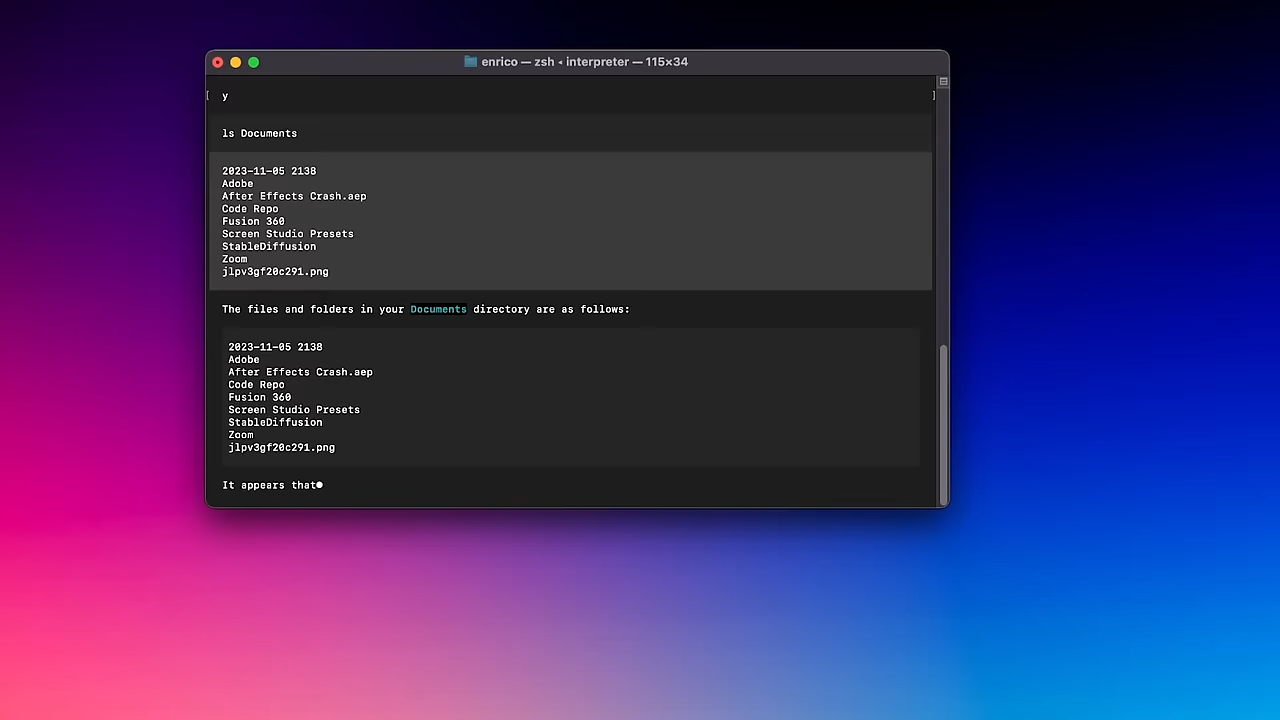 enrico — zsh ◂ interpreter — 115×34
[ y ]
ls Documents
2023-11-05 2138
Adobe
After Effects Crash.aep
Code Repo
Fusion 360
Screen Studio Presets
StableDiffusion
Zoom
jlpv3gf20c291.png
The files and folders in your Documents directory are as follows:
2023-11-05 2138
Adobe
After Effects Crash.aep
Code Repo
Fusion 360
Screen Studio Presets
StableDiffusion
Zoom
jlpv3gf20c291.png
It appears that●